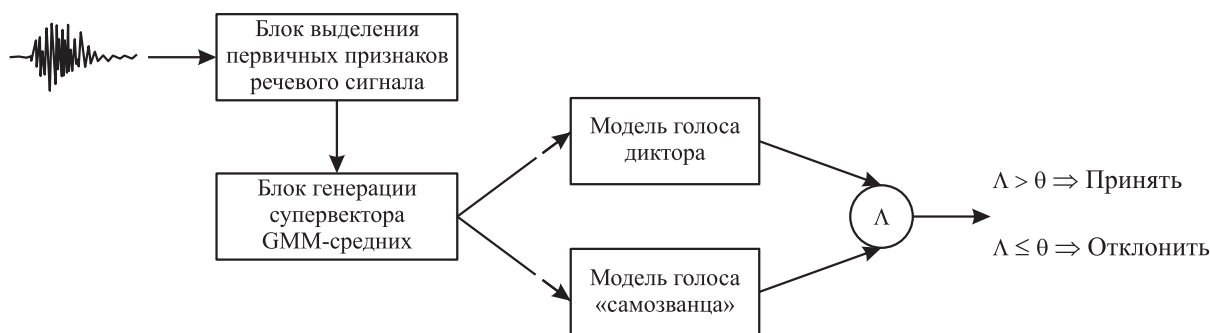 Блок выделения
первичных признаков
речевого сигнала
Блок генерации
супервектора
GMM-средних
Модель голоса
диктора
Модель голоса
«самозванца»
Λ
Λ > θ ⇒ Принять
Λ ≤ θ ⇒ Отклонить